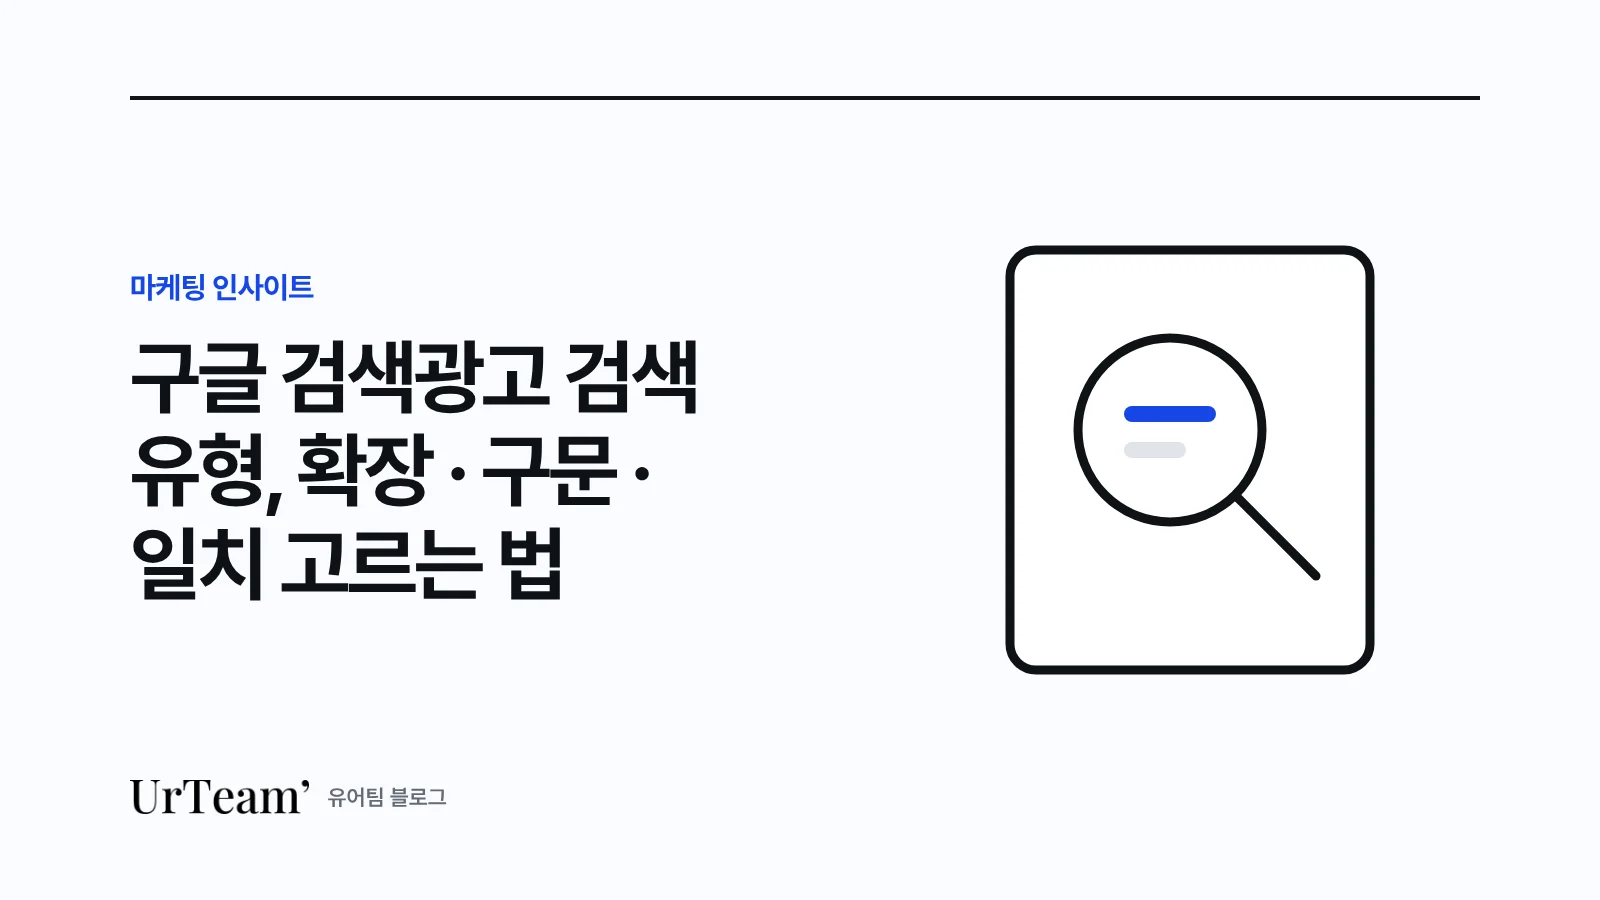 마케팅 인사이트
구글 검색광고 검색
유형, 확장 · 구문 ·
일치 고르는 법
UrTeam’ 유어팀 블로그